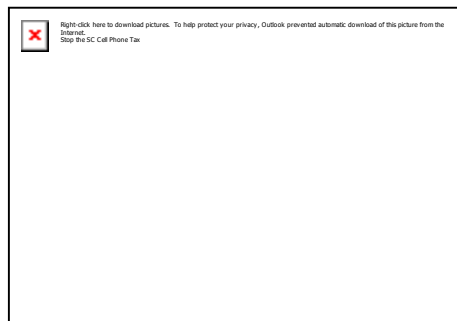 Right-click here to download pictures.  To help protect your privacy, Outlook prevented automatic download of this picture from the
Internet.
Stop the SC Cell Phone Tax